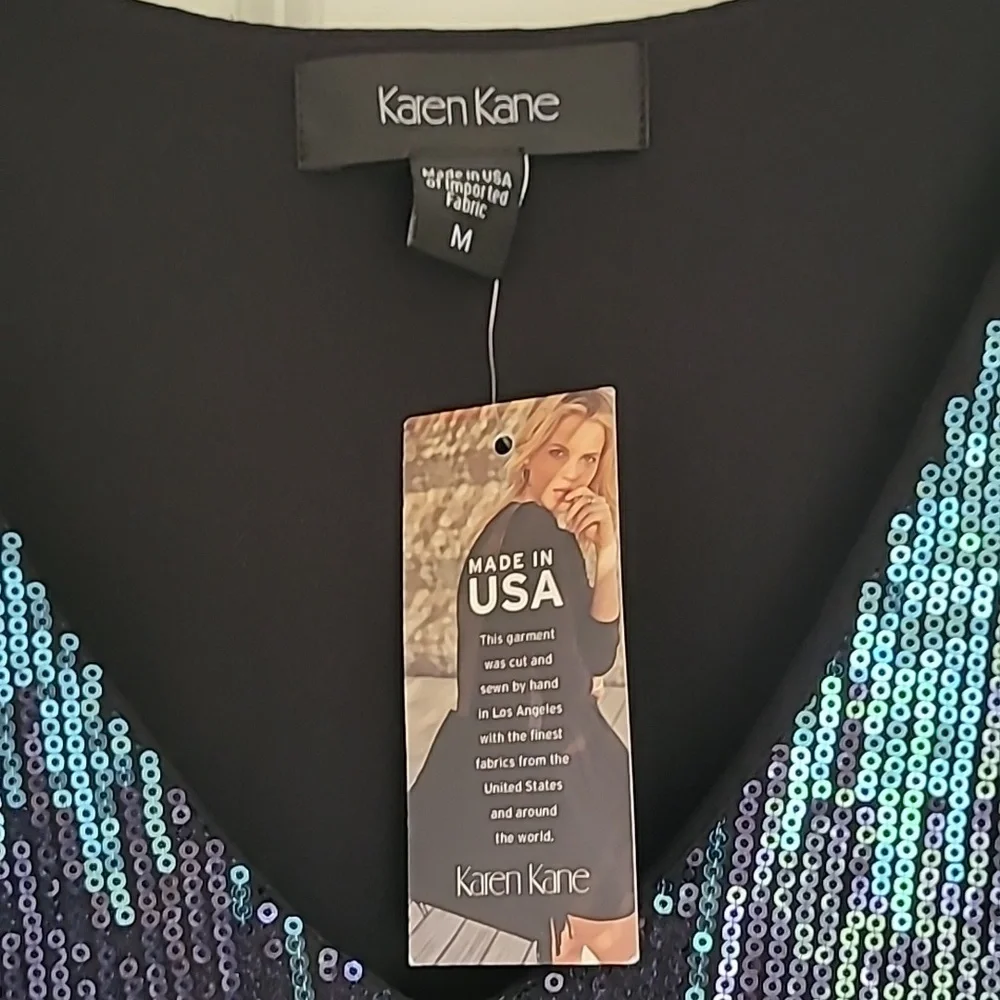 Karen Kane
Made in USA
of Imported
Fabric
M
MADE IN
USA
This garment
was cut and
sewn by hand
in Los Angeles
with the finest
fabrics from the
United States
and around
the world.
Karen Kane